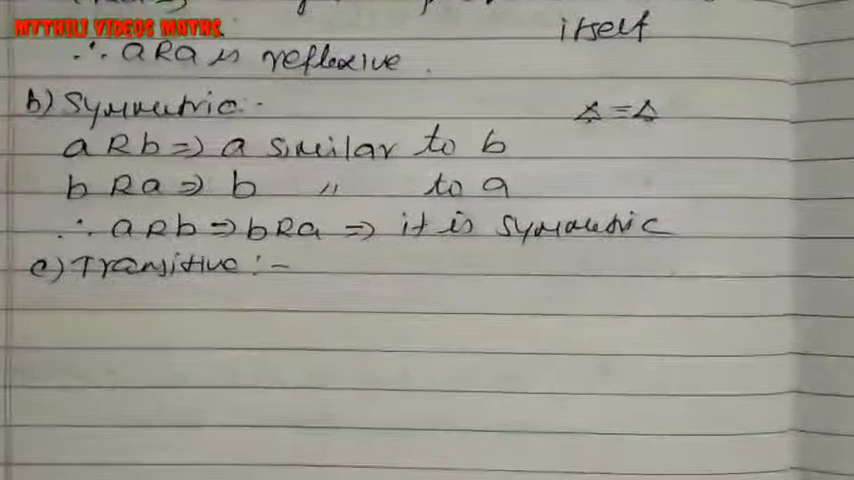 MYTHILI VIDEOS MATHS
itself
∴ aRa is reflexive.
b) Symmetric:-
aRb ⇒ a similar to b
bRa ⇒ b " to a
∴ aRb ⇒ bRa ⇒ it is symmetric
c) Transitive:-